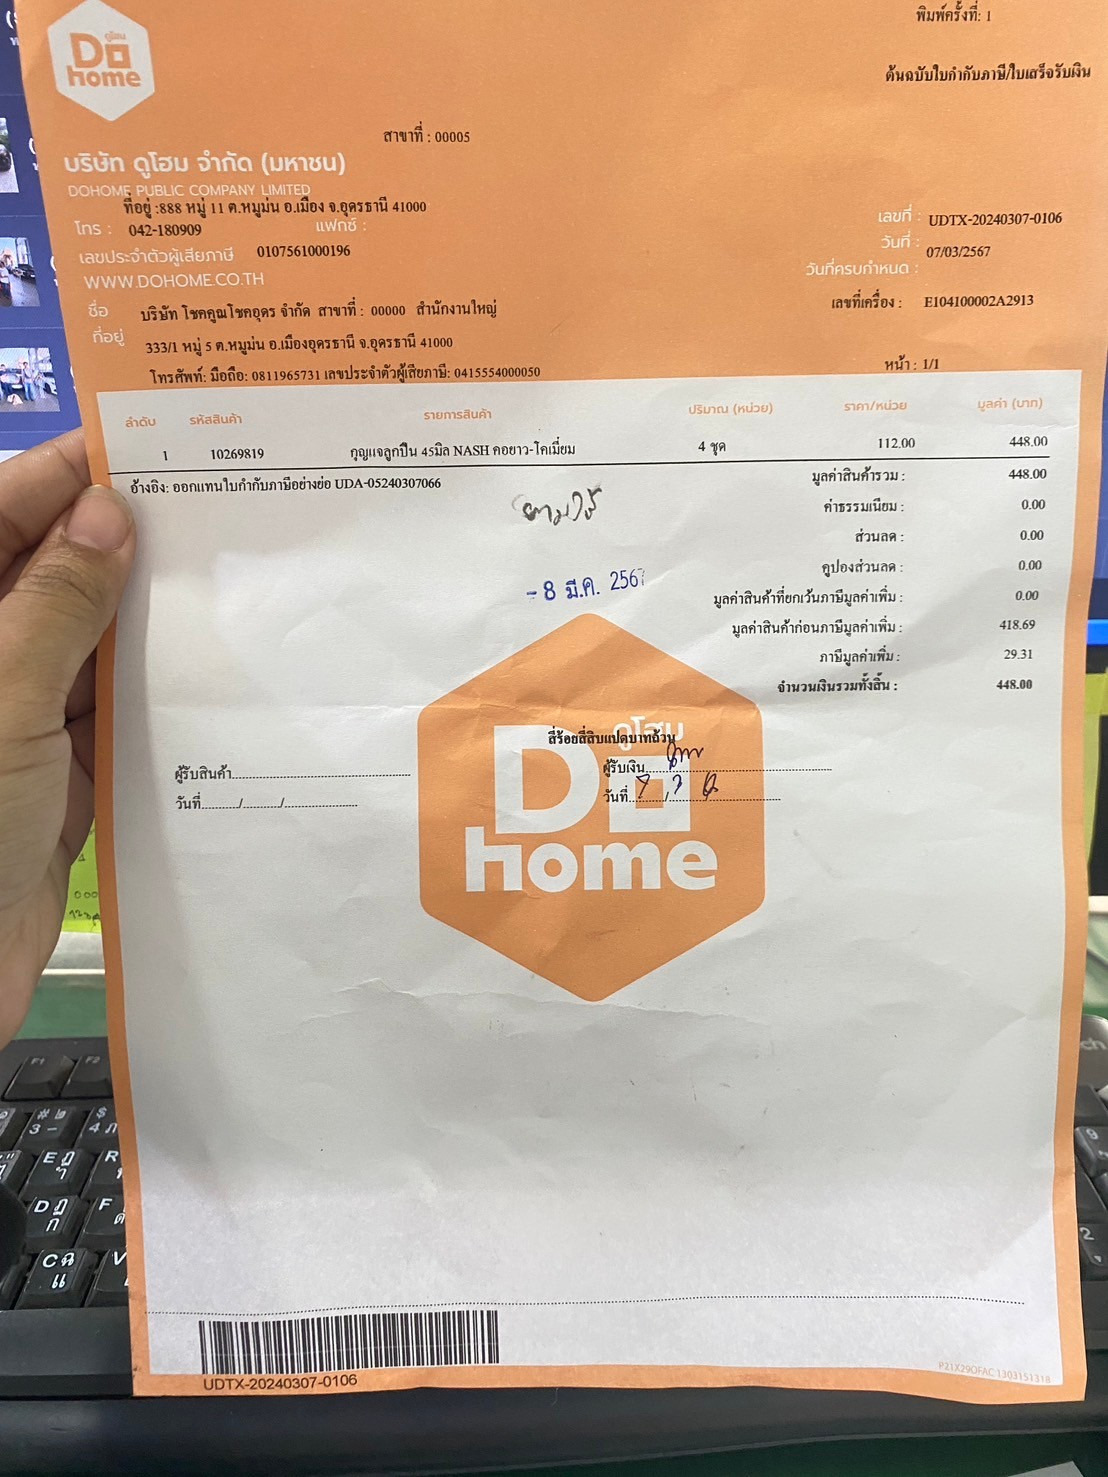 พิมพ์ครั้งที่: 1
ต้นฉบับใบกำกับภาษี/ใบเสร็จรับเงิน
ดูโฮม
Do
home
สาขาที่ : 00005
บริษัท ดูโฮม จำกัด (มหาชน)
DOHOME PUBLIC COMPANY LIMITED
ที่อยู่ :888 หมู่ 11 ต.หมูม่น อ.เมือง จ.อุดรธานี 41000
โทร : 042-180909 แฟกซ์ :
เลขประจำตัวผู้เสียภาษี 0107561000196
WWW.DOHOME.CO.TH
เลขที่ : UDTX-20240307-0106
วันที่ : 07/03/2567
วันที่ครบกำหนด :
เลขที่เครื่อง : E104100002A2913
ชื่อ บริษัท โชคคูณโชคอุดร จำกัด สาขาที่ : 00000 สำนักงานใหญ่
ที่อยู่ 333/1 หมู่ 5 ต.หมูม่น อ.เมืองอุดรธานี จ.อุดรธานี 41000
โทรศัพท์: มือถือ: 0811965731 เลขประจำตัวผู้เสียภาษี: 0415554000050
หน้า : 1/1
ลำดับ รหัสสินค้า รายการสินค้า ปริมาณ (หน่วย) ราคา/หน่วย มูลค่า (บาท)
1 10269819 กุญแจลูกปืน 45มิล NASH คอยาว-โคเมี่ยม 4 ชุด 112.00 448.00
อ้างอิง: ออกแทนใบกำกับภาษีอย่างย่อ UDA-05240307066
มูลค่าสินค้ารวม : 448.00
ค่าธรรมเนียม : 0.00
ส่วนลด : 0.00
คูปองส่วนลด : 0.00
- 8 มี.ค. 2567
มูลค่าสินค้าที่ยกเว้นภาษีมูลค่าเพิ่ม : 0.00
มูลค่าสินค้าก่อนภาษีมูลค่าเพิ่ม : 418.69
ภาษีมูลค่าเพิ่ม : 29.31
จำนวนเงินรวมทั้งสิ้น : 448.00
ดูโฮม
สี่ร้อยสี่สิบแปดบาทถ้วน
ผู้รับสินค้า
ผู้รับเงิน
วันที่
วันที่
Do
home
UDTX-20240307-0106
P21X29OFAC 1303151318